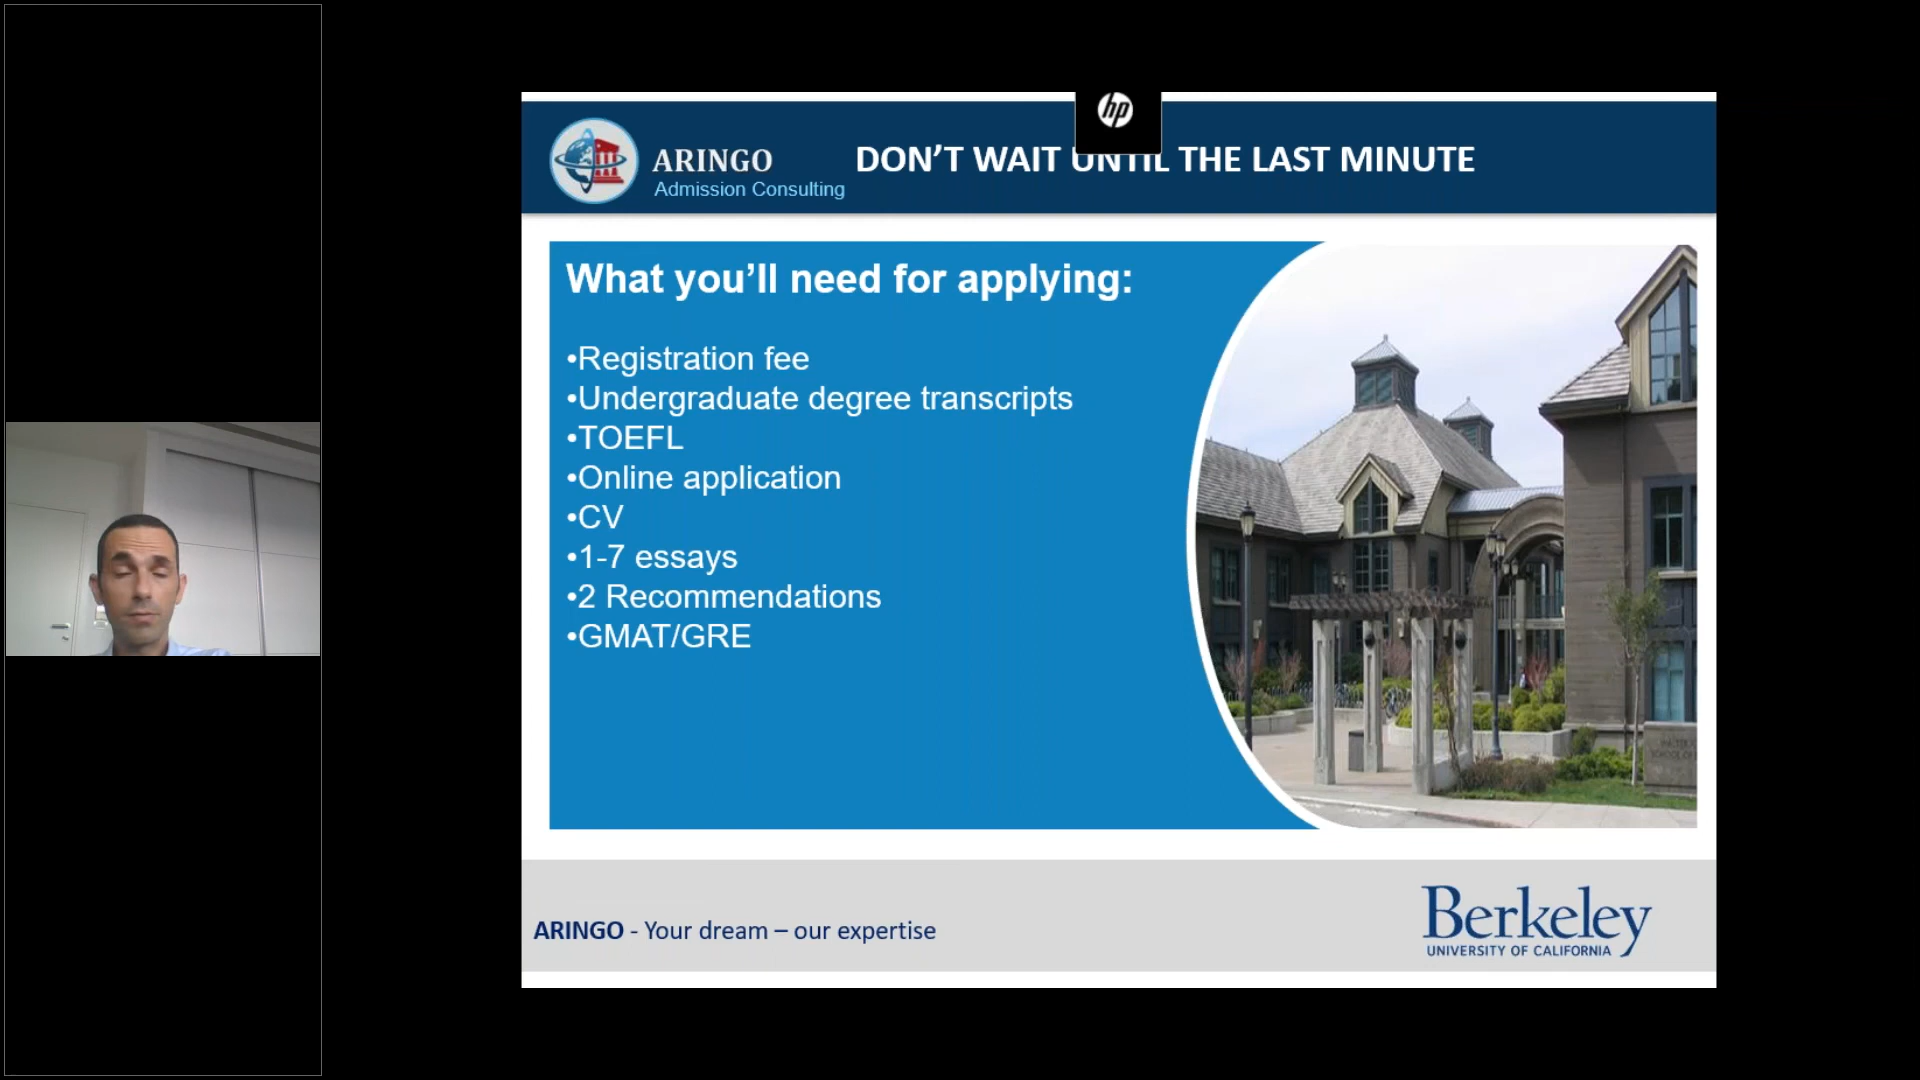 hp
ARINGO
Admission Consulting
DON'T WAIT UNTIL THE LAST MINUTE
What you'll need for applying:
•Registration fee
•Undergraduate degree transcripts
•TOEFL
•Online application
•CV
•1-7 essays
•2 Recommendations
•GMAT/GRE
ARINGO - Your dream – our expertise
Berkeley
UNIVERSITY OF CALIFORNIA